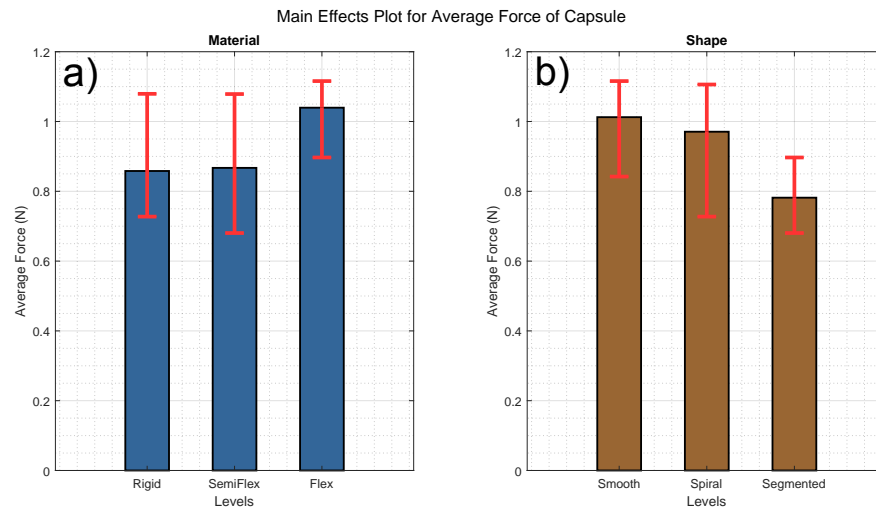 Main Effects Plot for Average Force of Capsule
Material
a)
1.2
1
0.8
0.6
0.4
0.2
0
Average Force (N)
Rigid SemiFlex Flex
Levels
Shape
b)
1.2
1
0.8
0.6
0.4
0.2
0
Average Force (N)
Smooth Spiral Segmented
Levels